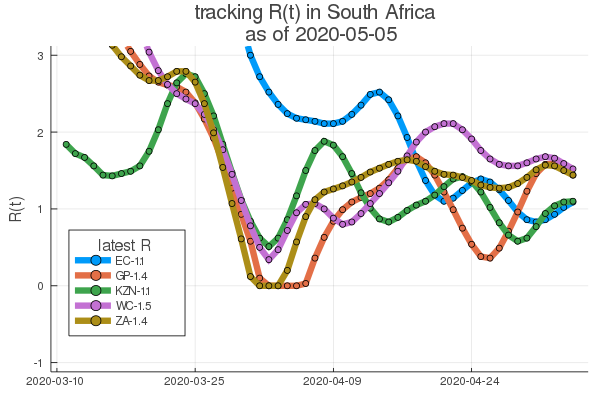 tracking R(t) in South Africa
as of 2020-05-05
3
2
1
0
-1
R(t)
latest R
EC-1.1
GP-1.4
KZN-1.1
WC-1.5
ZA-1.4
2020-03-10
2020-03-25
2020-04-09
2020-04-24